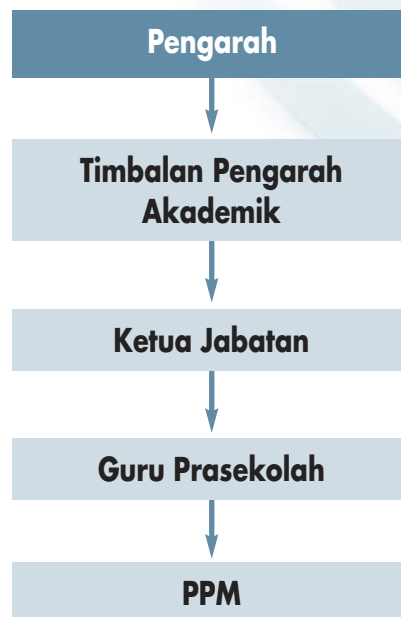 Pengarah
Timbalan Pengarah
Akademik
Ketua Jabatan
Guru Prasekolah
PPM